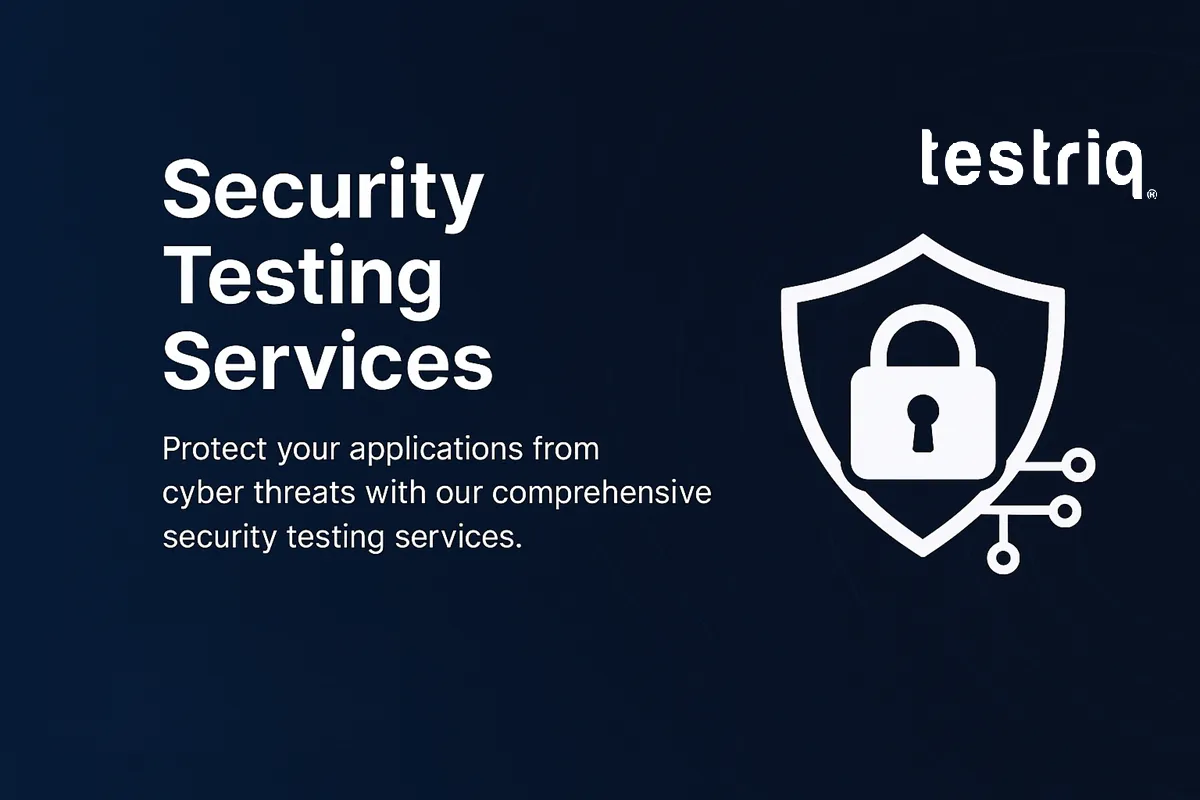 testriq®
Security
Testing
Services
Protect your applications from
cyber threats with our comprehensive
security testing services.